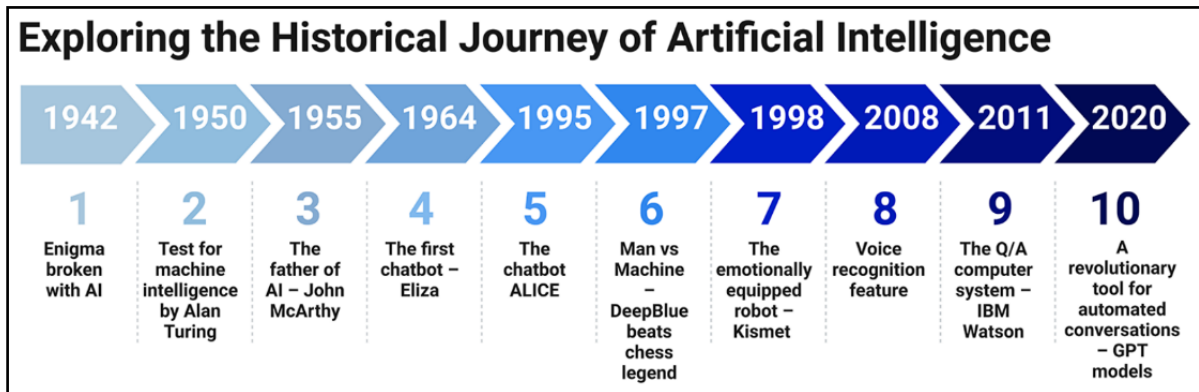 Exploring the Historical Journey of Artificial Intelligence
1942
1950
1955
1964
1995
1997
1998
2008
2011
2020
1
Enigma
broken
with AI
2
Test for
machine
intelligence
by Alan
Turing
3
The
father of
AI – John
McArthy
4
The first
chatbot –
Eliza
5
The
chatbot
ALICE
6
Man vs
Machine
–
DeepBlue
beats
chess
legend
7
The
emotionally
equipped
robot –
Kismet
8
Voice
recognition
feature
9
The Q/A
computer
system –
IBM
Watson
10
A
revolutionary
tool for
automated
conversations
– GPT
models